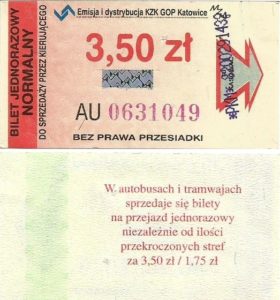 BILET JEDNORAZOWY
NORMALNY
DO SPRZEDAŻY PRZEZ KIERUJĄCEGO
Emisja i dystrybucja KZK GOP Katowice
3,50 zł
AU 0631049
BEZ PRAWA PRZESIADKI
W autobusach i tramwajach
sprzedaje się bilety
na przejazd jednorazowy
niezależnie od ilości
przekroczonych stref
za 3,50 zł / 1,75 zł